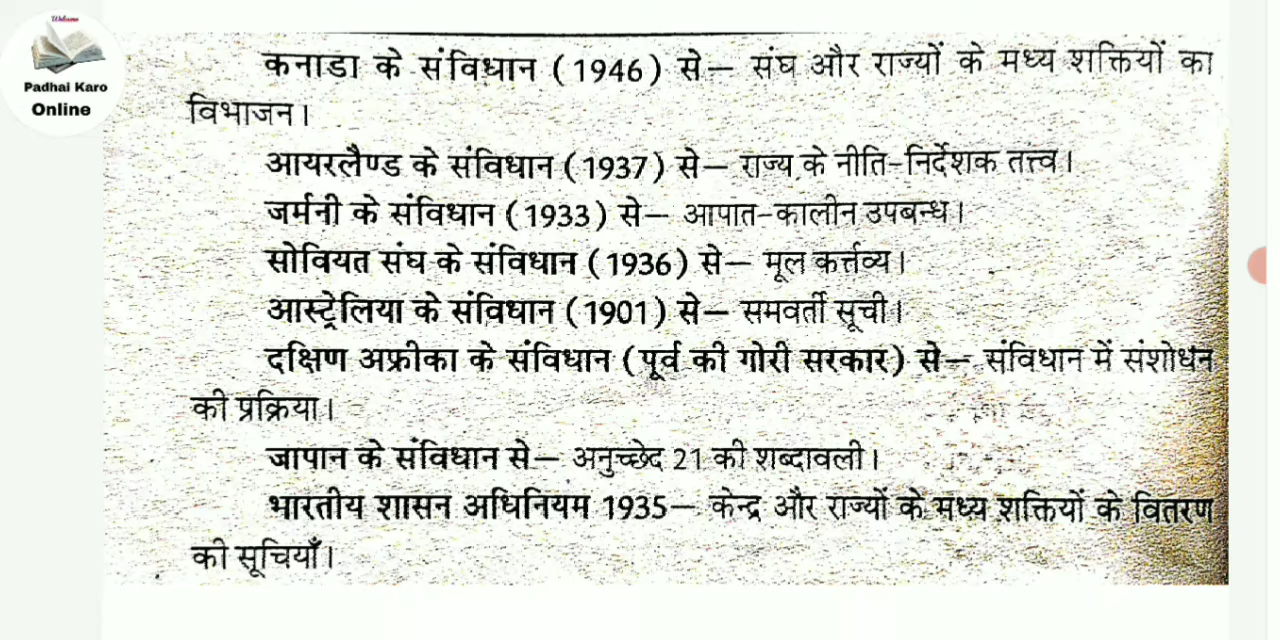 Welcome
Padhai Karo
Online
कनाडा के संविधान (1946) से— संघ और राज्यों के मध्य शक्तियों का
विभाजन।
आयरलैण्ड के संविधान (1937) से— राज्य के नीति-निर्देशक तत्त्व।
जर्मनी के संविधान (1933) से— आपात-कालीन उपबन्ध।
सोवियत संघ के संविधान (1936) से— मूल कर्त्तव्य।
आस्ट्रेलिया के संविधान (1901) से— समवर्ती सूची।
दक्षिण अफ्रीका के संविधान (पूर्व की गोरी सरकार) से— संविधान में संशोधन
की प्रक्रिया।
जापान के संविधान से— अनुच्छेद 21 की शब्दावली।
भारतीय शासन अधिनियम 1935— केन्द्र और राज्यों के मध्य शक्तियों के वितरण
की सूचियाँ।